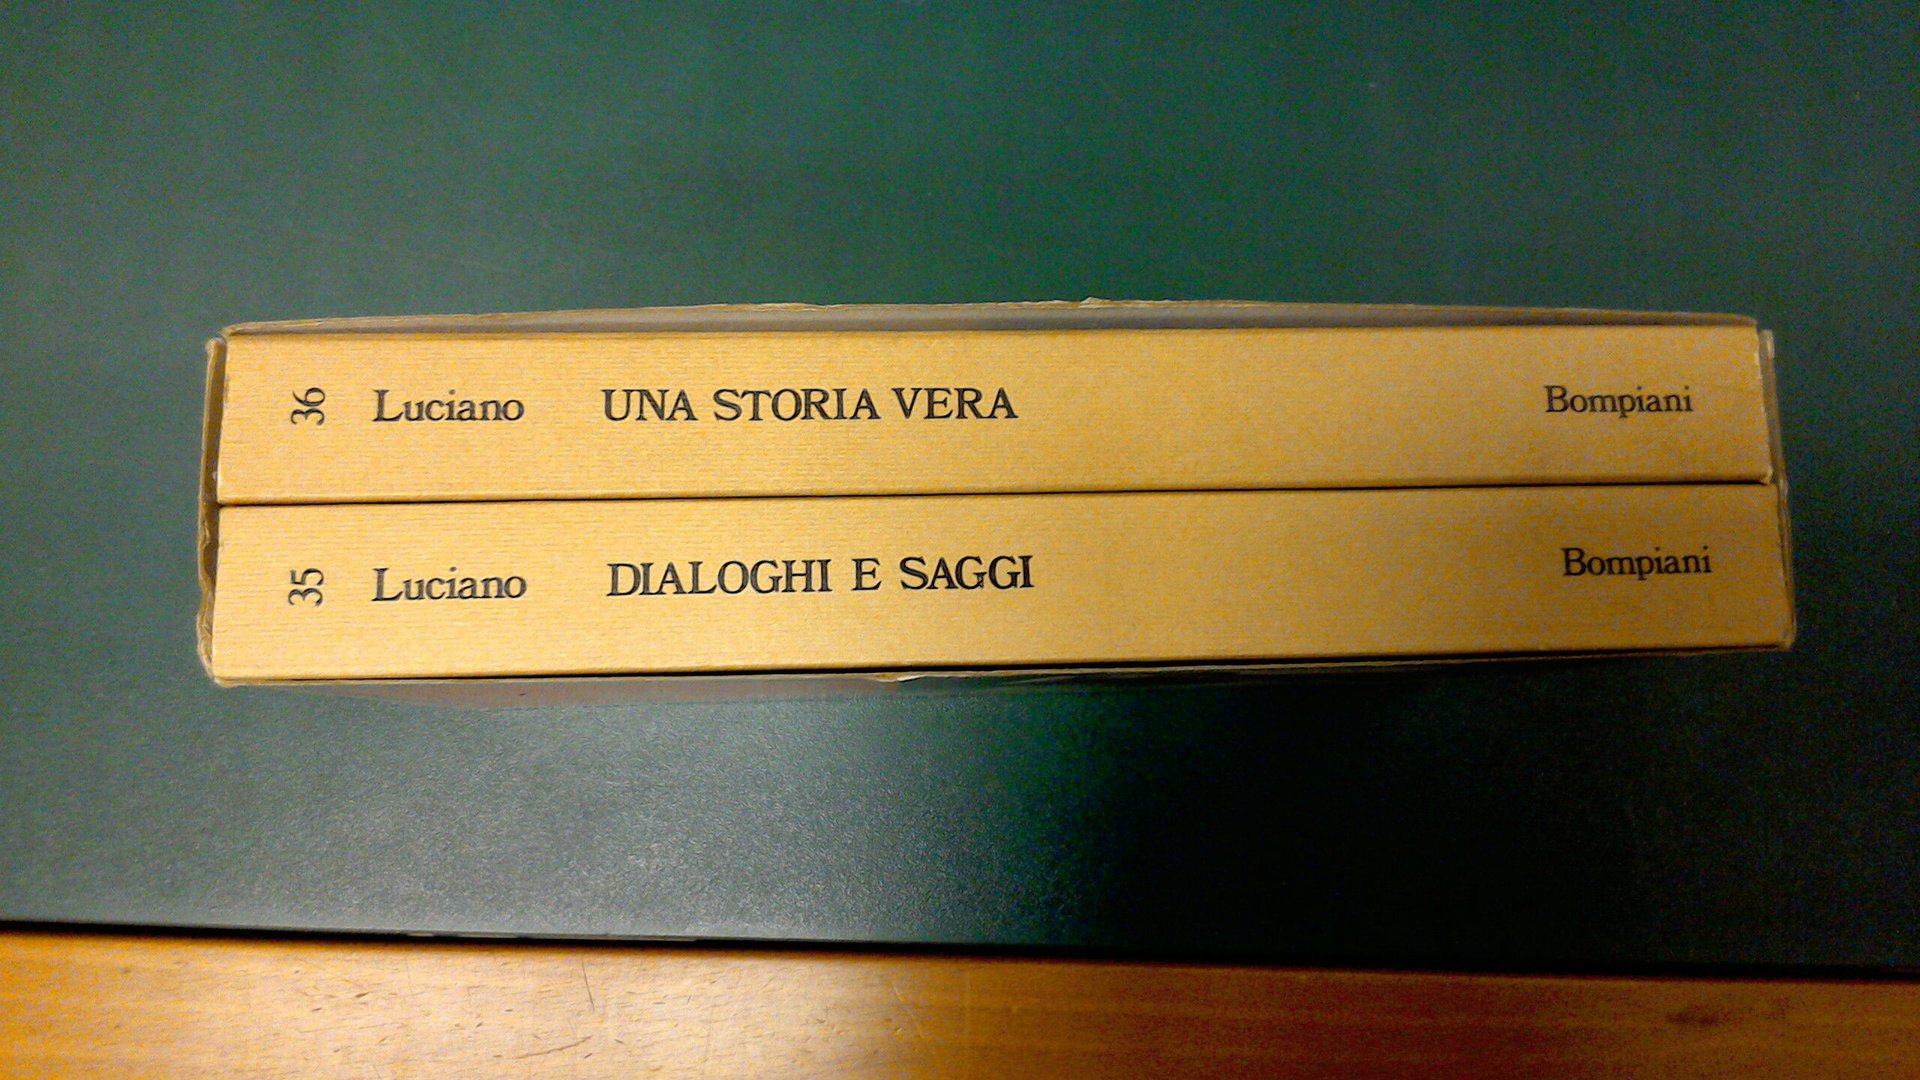 36 Luciano UNA STORIA VERA Bompiani
35 Luciano DIALOGHI E SAGGI Bompiani